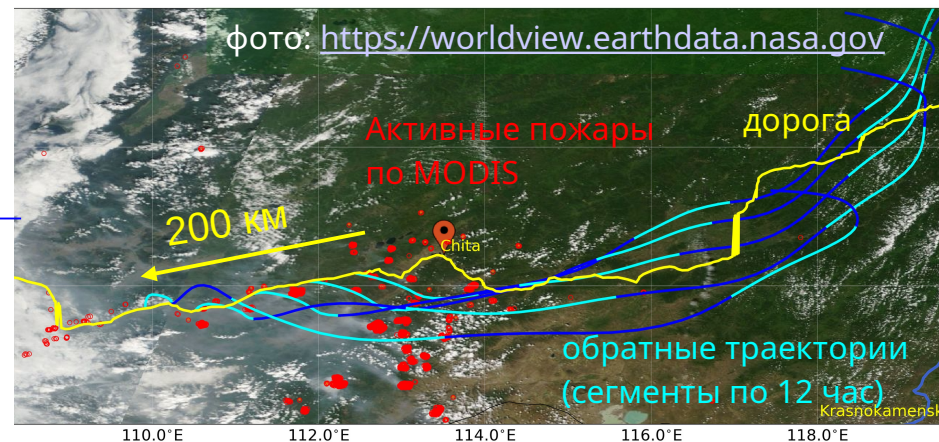 фото: https://worldview.earthdata.nasa.gov
дорога
Активные пожары
по MODIS
200 км
Chita
обратные траектории
(сегменты по 12 час)
Krasnokamensk
110.0°E 112.0°E 114.0°E 116.0°E 118.0°E